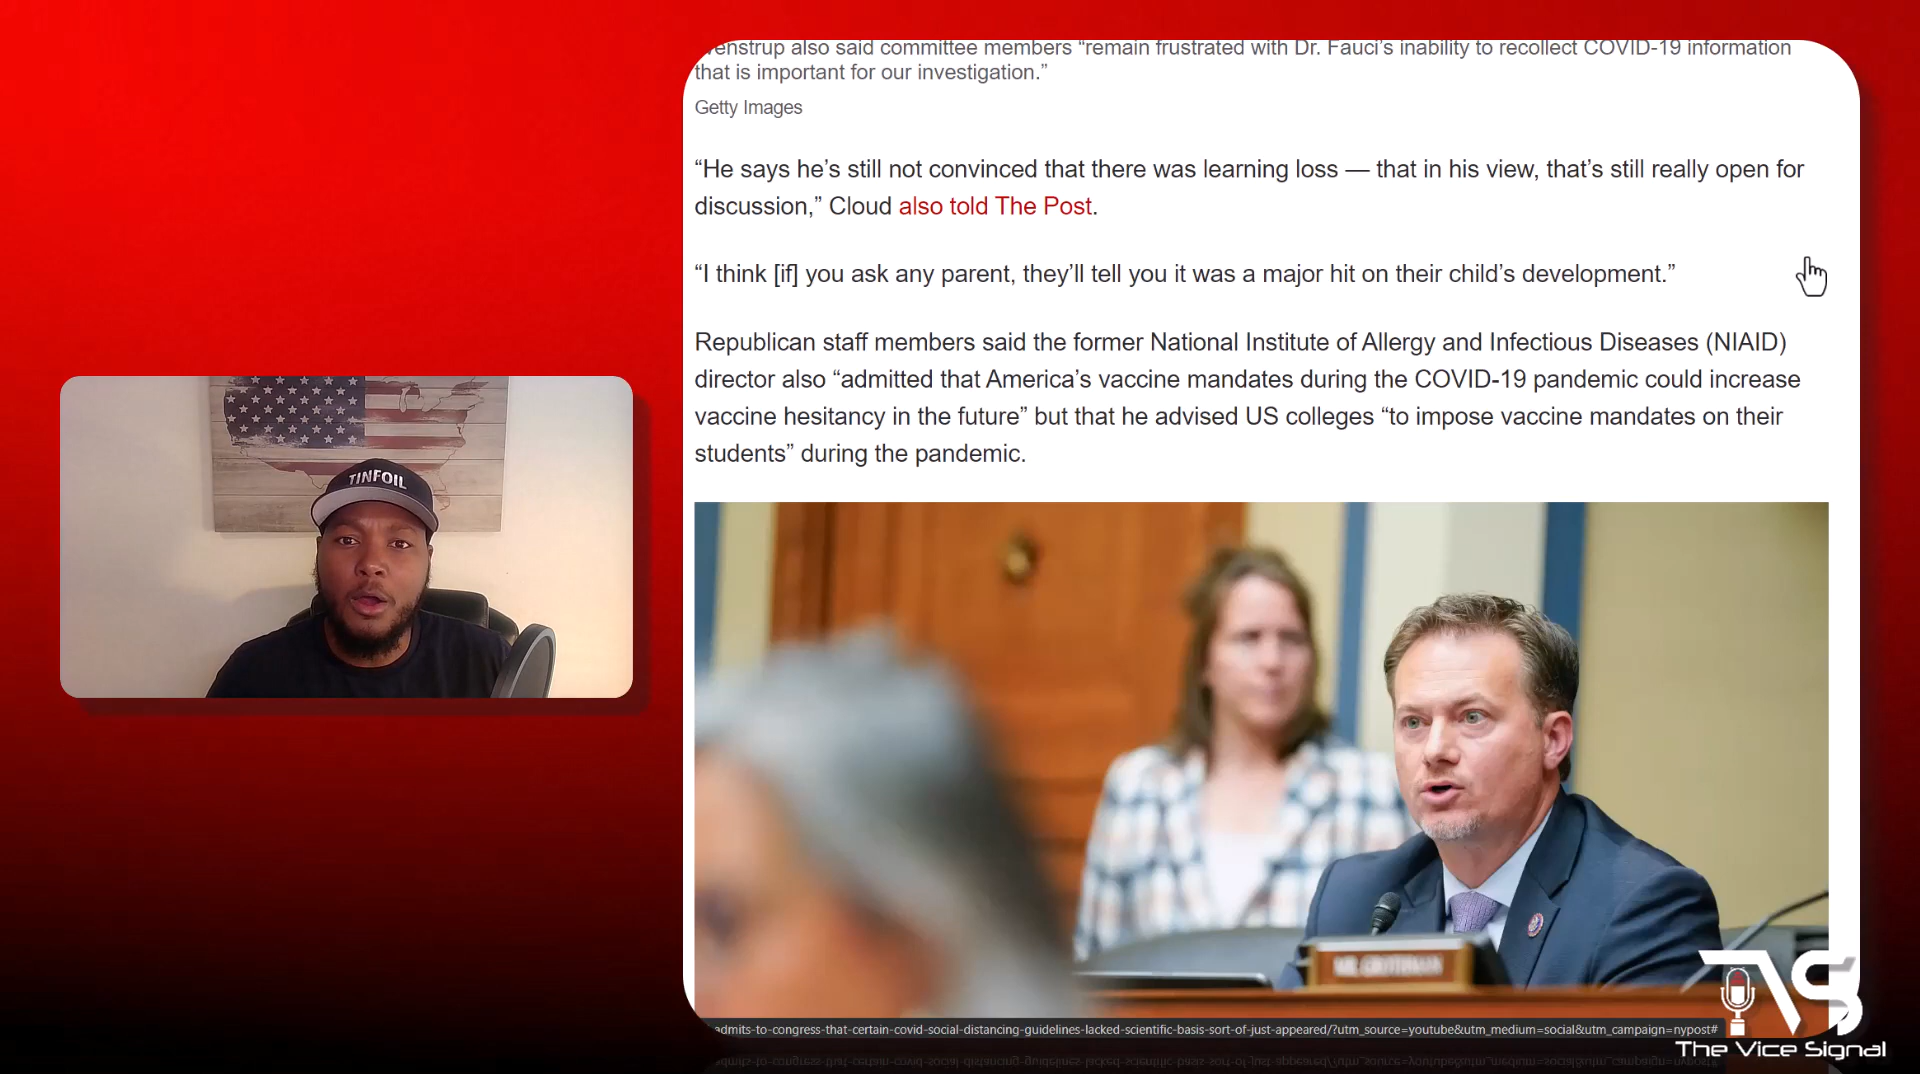 Wenstrup also said committee members “remain frustrated with Dr. Fauci’s inability to recollect COVID-19 information
that is important for our investigation.”
Getty Images
“He says he’s still not convinced that there was learning loss — that in his view, that’s still really open for
discussion,” Cloud also told The Post.
“I think [if] you ask any parent, they’ll tell you it was a major hit on their child’s development.”
Republican staff members said the former National Institute of Allergy and Infectious Diseases (NIAID)
director also “admitted that America’s vaccine mandates during the COVID-19 pandemic could increase
vaccine hesitancy in the future” but that he advised US colleges “to impose vaccine mandates on their
students” during the pandemic.
TINFOIL
admits-to-congress-that-certain-covid-social-distancing-guidelines-lacked-scientific-basis-sort-of-just-appeared/?utm_source=youtube&utm_medium=social&utm_campaign=nypost#
TVS
The Vice Signal